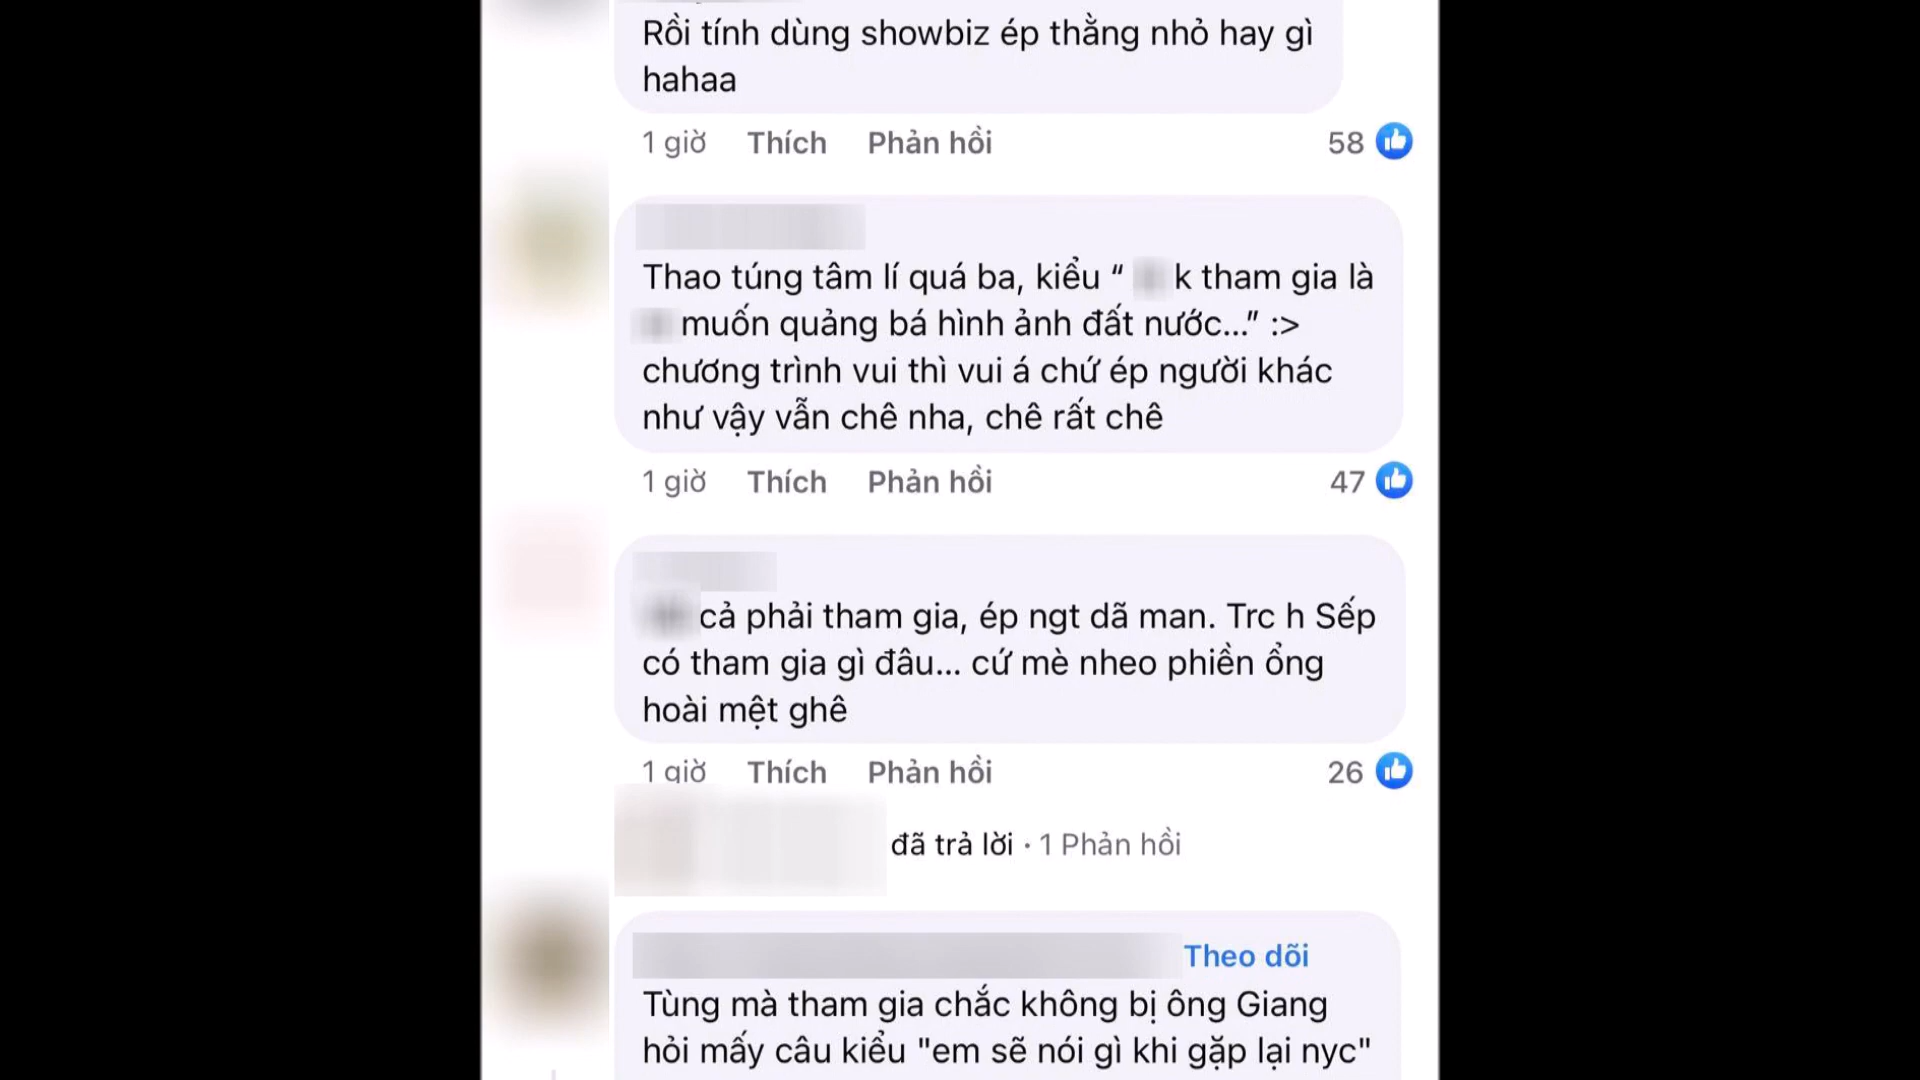 Rồi tính dùng showbiz ép thằng nhỏ hay gì
hahaa
1 giờ Thích Phản hồi 58
Thao túng tâm lí quá ba, kiểu “ k tham gia là
muốn quảng bá hình ảnh đất nước...” :>
chương trình vui thì vui á chứ ép người khác
như vậy vẫn chê nha, chê rất chê
1 giờ Thích Phản hồi 47
cả phải tham gia, ép ngt dã man. Trc h Sếp
có tham gia gì đâu... cứ mè nheo phiền ổng
hoài mệt ghê
1 giờ Thích Phản hồi 26
đã trả lời · 1 Phản hồi
Theo dõi
Tùng mà tham gia chắc không bị ông Giang
hỏi mấy câu kiểu "em sẽ nói gì khi gặp lại nyc"